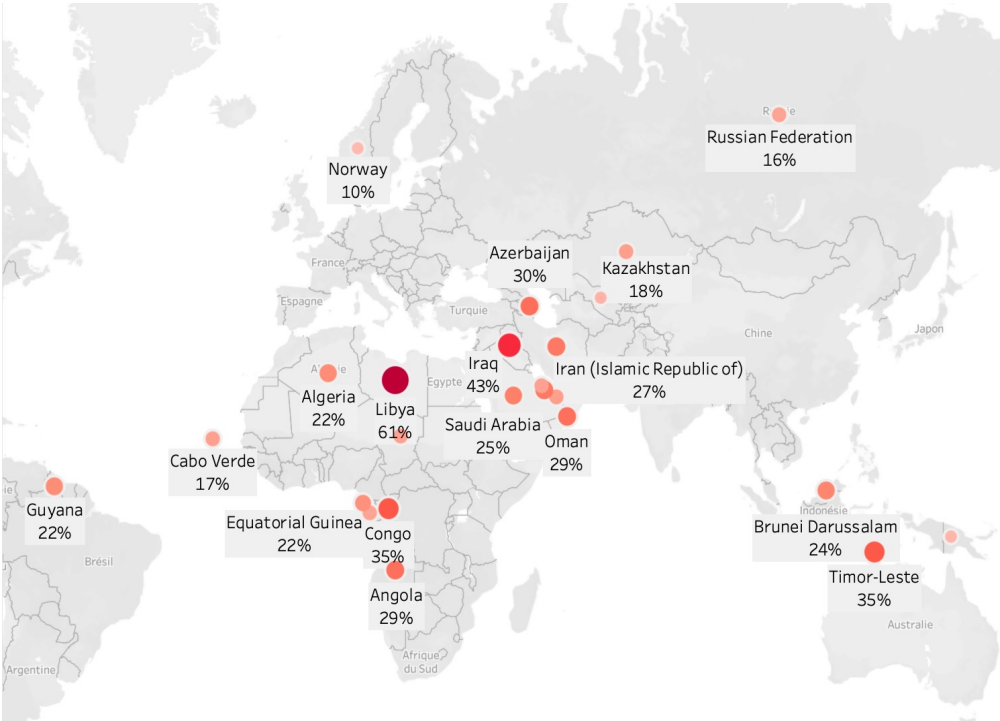 Russian Federation
16%
Norway
10%
Azerbaijan
30%
Kazakhstan
18%
France
Espagne
Turquie
Chine
Japon
Iraq
43%
Iran (Islamic Republic of)
27%
Algeria
22%
Libya
61%
Egypte
Saudi Arabia
25%
Oman
29%
Cabo Verde
17%
Guyana
22%
Equatorial Guinea
22%
Congo
35%
Angola
29%
Indonésie
Brunei Darussalam
24%
Timor-Leste
35%
Brésil
Australie
Afrique
du Sud
Argentine